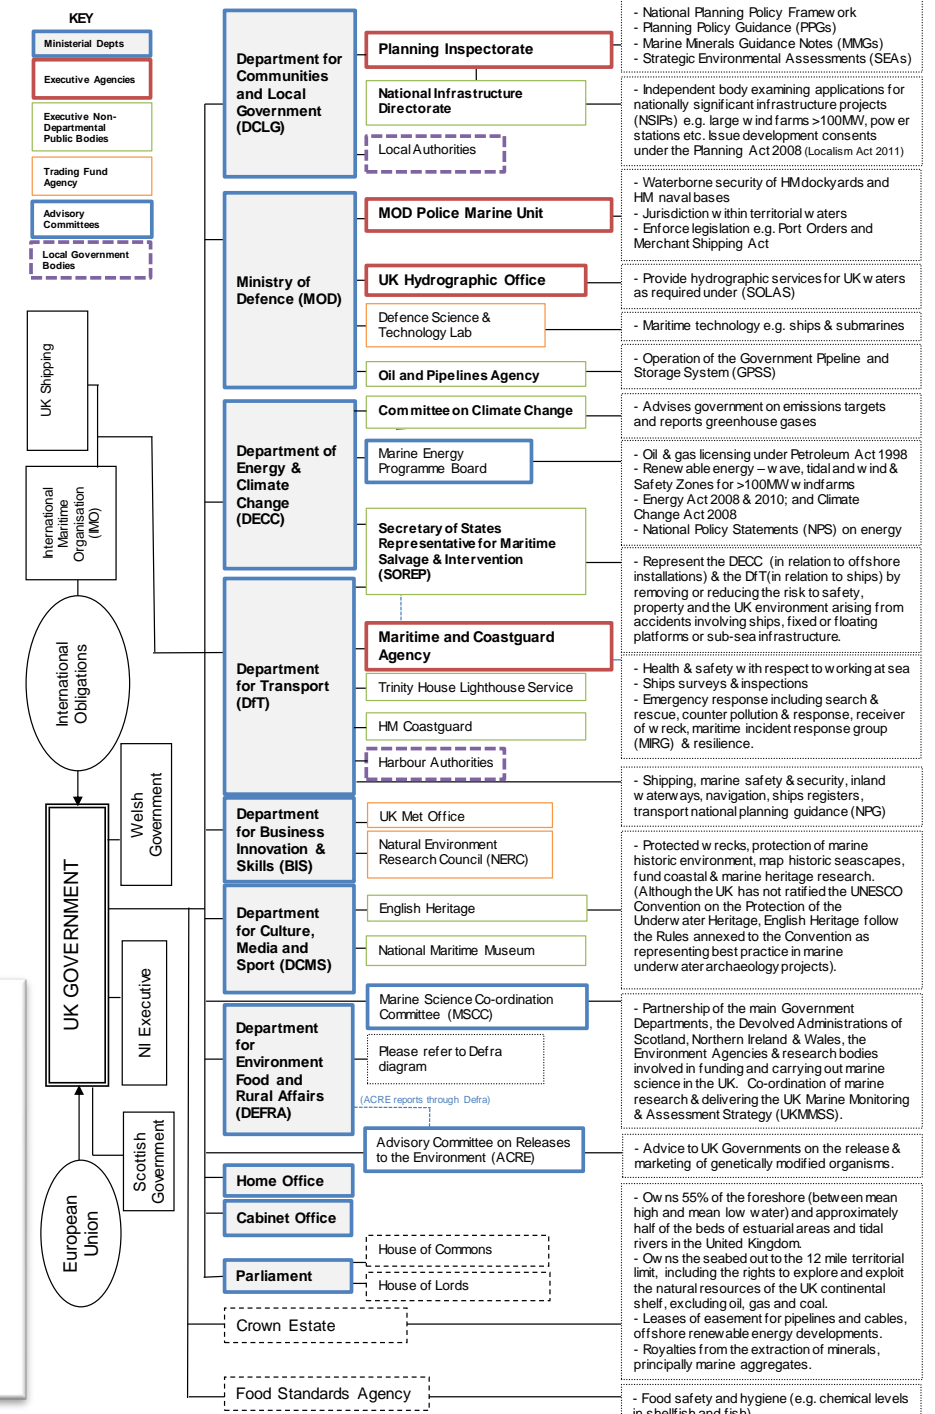 KEY
Ministerial Depts
Executive Agencies
Executive Non-
Departmental
Public Bodies
Trading Fund
Agency
Advisory
Committees
Local Government
Bodies
UK Shipping
International
Maritime
Organisation
(IMO)
International
Obligations
Welsh
Government
UK GOVERNMENT
NI Executive
Scottish
Government
European
Union
Department for
Communities
and Local
Government
(DCLG)
Planning Inspectorate
National Infrastructure
Directorate
Local Authorities
- National Planning Policy Framework
- Planning Policy Guidance (PPGs)
- Marine Minerals Guidance Notes (MMGs)
- Strategic Environmental Assessments (SEAs)
- Independent body examining applications for
nationally significant infrastructure projects
(NSIPs) e.g. large wind farms >100MW, power
stations etc. Issue development consents
under the Planning Act 2008 (Localism Act 2011)
Ministry of
Defence (MOD)
MOD Police Marine Unit
UK Hydrographic Office
Defence Science &
Technology Lab
Oil and Pipelines Agency
- Waterborne security of HM dockyards and
HM naval bases
- Jurisdiction within territorial waters
- Enforce legislation e.g. Port Orders and
Merchant Shipping Act
- Provide hydrographic services for UK waters
as required under (SOLAS)
- Maritime technology e.g. ships & submarines
- Operation of the Government Pipeline and
Storage System (GPSS)
Department of
Energy &
Climate
Change
(DECC)
Committee on Climate Change
Marine Energy
Programme Board
Secretary of States
Representative for Maritime
Salvage & Intervention
(SOREP)
- Advises government on emissions targets
and reports greenhouse gases
- Oil & gas licensing under Petroleum Act 1998
- Renewable energy – wave, tidal and wind &
Safety Zones for >100MW windfarms
- Energy Act 2008 & 2010; and Climate
Change Act 2008
- National Policy Statements (NPS) on energy
- Represent the DECC (in relation to offshore
installations) & the DfT (in relation to ships) by
removing or reducing the risk to safety,
property and the UK environment arising from
accidents involving ships, fixed or floating
platforms or sub-sea infrastructure.
Department
for Transport
(DfT)
Maritime and Coastguard
Agency
Trinity House Lighthouse Service
HM Coastguard
Harbour Authorities
- Health & safety with respect to working at sea
- Ships surveys & inspections
- Emergency response including search &
rescue, counter pollution & response, receiver
of wreck, maritime incident response group
(MIRG) & resilience.
- Shipping, marine safety & security, inland
waterways, navigation, ships registers,
transport national planning guidance (NPG)
Department
for Business
Innovation &
Skills (BIS)
UK Met Office
Natural Environment
Research Council (NERC)
Department
for Culture,
Media and
Sport (DCMS)
English Heritage
National Maritime Museum
- Protected wrecks, protection of marine
historic environment, map historic seascapes,
fund coastal & marine heritage research.
(Although the UK has not ratified the UNESCO
Convention on the Protection of the
Underwater Heritage, English Heritage follow
the Rules annexed to the Convention as
representing best practice in marine
underwater archaeology projects).
Department
for
Environment
Food and
Rural Affairs
(DEFRA)
Marine Science Co-ordination
Committee (MSCC)
Please refer to Defra
diagram
(ACRE reports through Defra)
Advisory Committee on Releases
to the Environment (ACRE)
- Partnership of the main Government
Departments, the Devolved Administrations of
Scotland, Northern Ireland & Wales, the
Environment Agencies & research bodies
involved in funding and carrying out marine
science in the UK. Co-ordination of marine
research & delivering the UK Marine Monitoring
& Assessment Strategy (UKMMSS).
- Advice to UK Governments on the release &
marketing of genetically modified organisms.
Home Office
Cabinet Office
Parliament
House of Commons
House of Lords
Crown Estate
- Owns 55% of the foreshore (between mean
high and mean low water) and approximately
half of the beds of estuarial areas and tidal
rivers in the United Kingdom.
- Owns the seabed out to the 12 mile territorial
limit, including the rights to explore and exploit
the natural resources of the UK continental
shelf, excluding oil, gas and coal.
- Leases of easement for pipelines and cables,
offshore renewable energy developments.
- Royalties from the extraction of minerals,
principally marine aggregates.
Food Standards Agency
- Food safety and hygiene (e.g. chemical levels
in shellfish and fish)